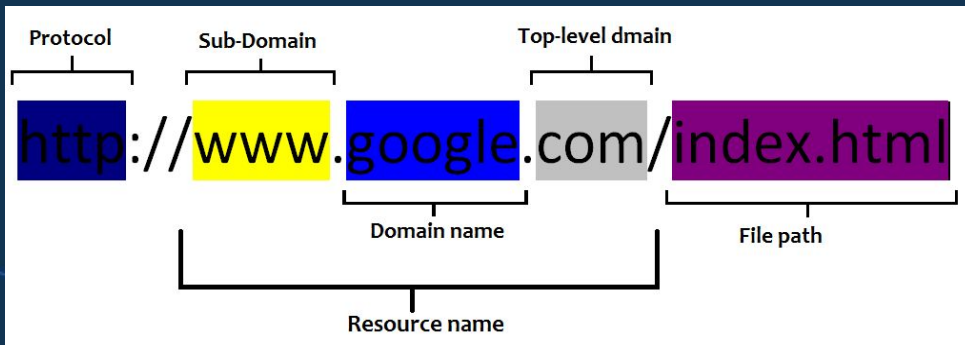 Protocol
Sub-Domain
Top-level dmain
http://www.google.com/index.html
Domain name
File path
Resource name